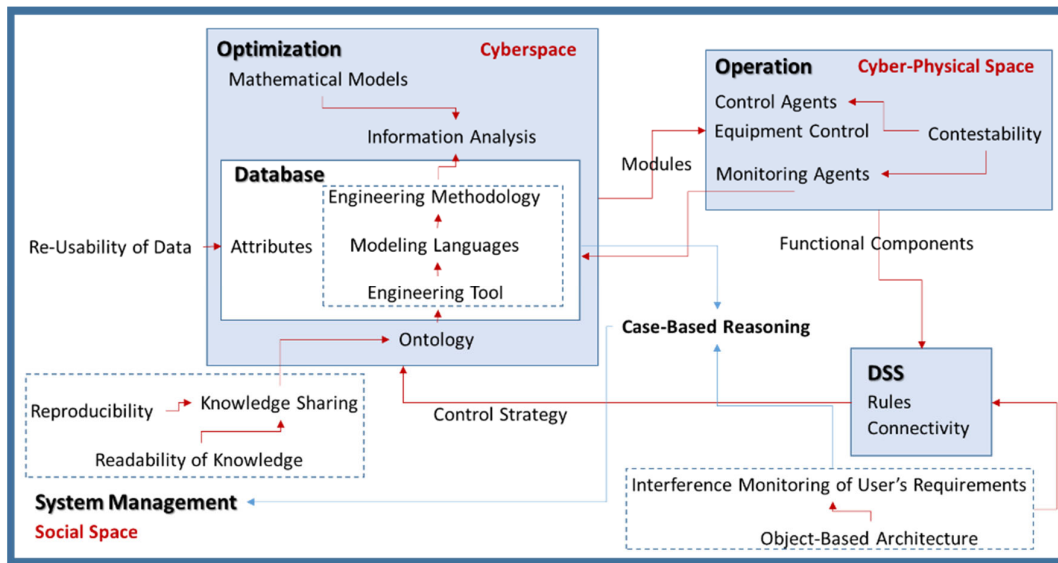 Optimization
Cyberspace
Mathematical Models
Information Analysis
Database
Engineering Methodology
Re-Usability of Data
Attributes
Modeling Languages
Engineering Tool
Ontology
Modules
Operation
Cyber-Physical Space
Control Agents
Equipment Control
Contestability
Monitoring Agents
Functional Components
Case-Based Reasoning
DSS
Rules
Connectivity
Control Strategy
Reproducibility
Knowledge Sharing
Readability of Knowledge
System Management
Social Space
Interference Monitoring of User's Requirements
Object-Based Architecture